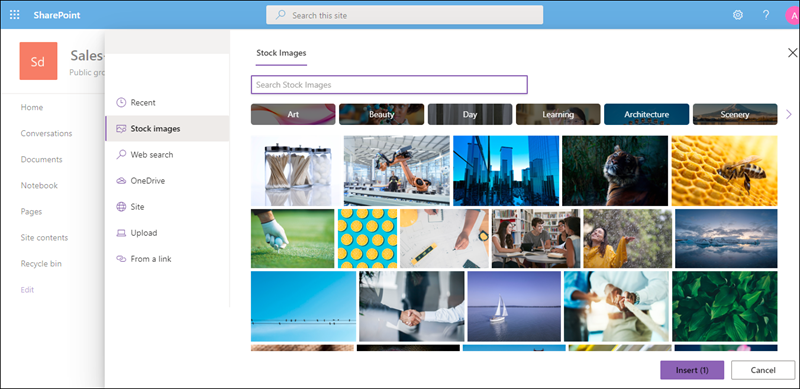 SharePoint
Search this site
?
A
Sd
Sales-
Public gro
Home
Conversations
Documents
Notebook
Pages
Site contents
Recycle bin
Edit
Recent
Stock images
Web search
OneDrive
Site
Upload
From a link
Stock Images
Search Stock Images
Art
Beauty
Day
Learning
Architecture
Scenery
Insert (1)
Cancel